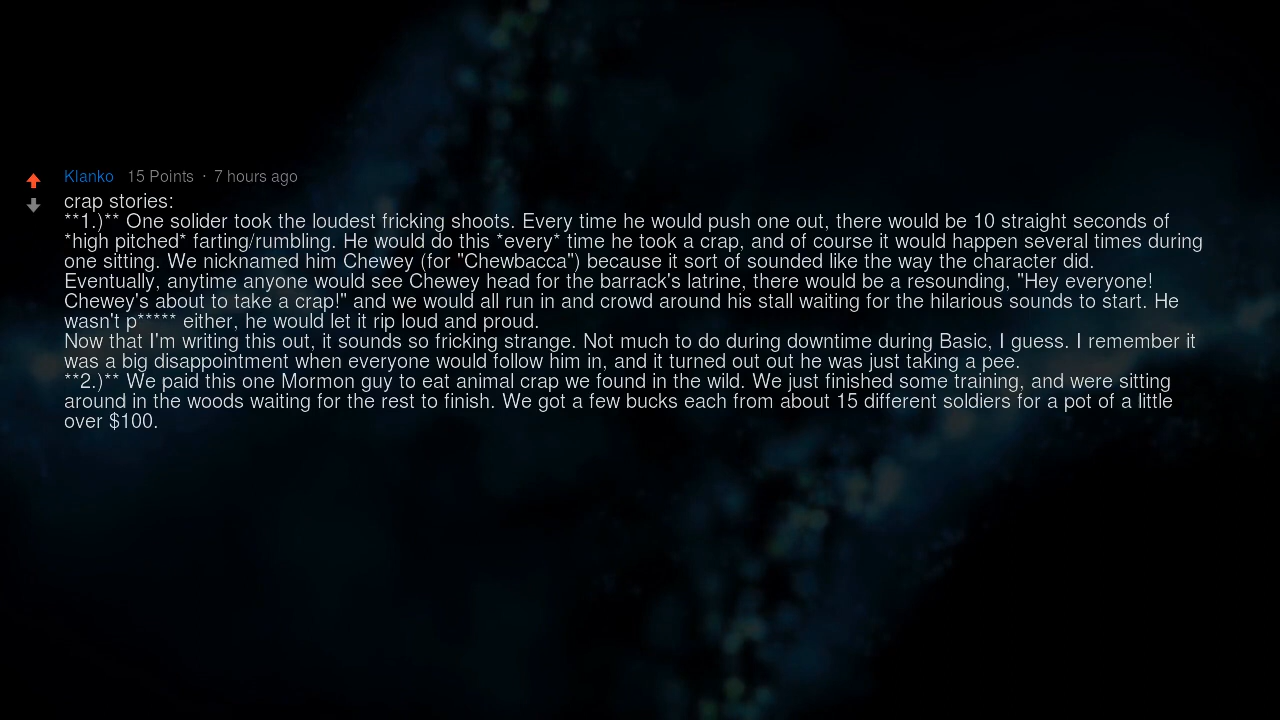 Klanko 15 Points · 7 hours ago
crap stories:
**1.)** One solider took the loudest fricking shoots. Every time he would push one out, there would be 10 straight seconds of
*high pitched* farting/rumbling. He would do this *every* time he took a crap, and of course it would happen several times during
one sitting. We nicknamed him Chewey (for "Chewbacca") because it sort of sounded like the way the character did.
Eventually, anytime anyone would see Chewey head for the barrack's latrine, there would be a resounding, "Hey everyone!
Chewey's about to take a crap!" and we would all run in and crowd around his stall waiting for the hilarious sounds to start. He
wasn't p***** either, he would let it rip loud and proud.
Now that I'm writing this out, it sounds so fricking strange. Not much to do during downtime during Basic, I guess. I remember it
was a big disappointment when everyone would follow him in, and it turned out out he was just taking a pee.
**2.)** We paid this one Mormon guy to eat animal crap we found in the wild. We just finished some training, and were sitting
around in the woods waiting for the rest to finish. We got a few bucks each from about 15 different soldiers for a pot of a little
over $100.